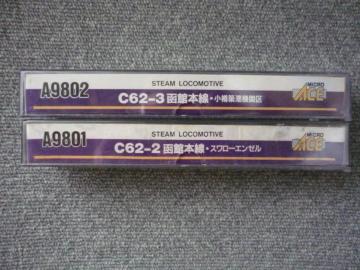 A9802
STEAM LOCOMOTIVE
C62-3 函館本線・小樽築港機関区
MICRO ACE
A9801
STEAM LOCOMOTIVE
C62-2 函館本線・スワローエンゼル
MICRO ACE